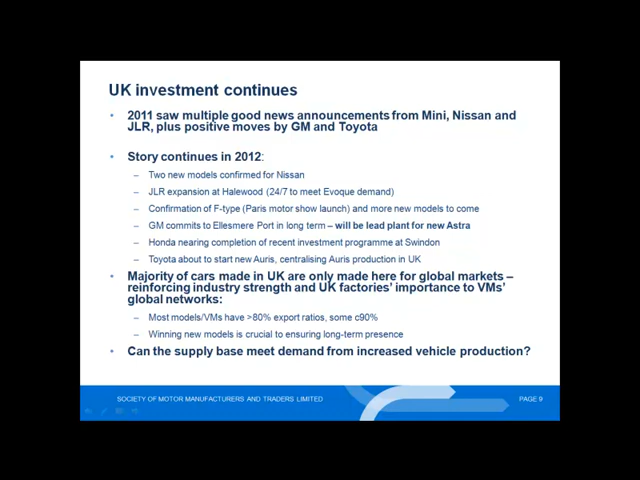 UK investment continues
• 2011 saw multiple good news announcements from Mini, Nissan and
JLR, plus positive moves by GM and Toyota
• Story continues in 2012:
– Two new models confirmed for Nissan
– JLR expansion at Halewood (24/7 to meet Evoque demand)
– Confirmation of F-type (Paris motor show launch) and more new models to come
– GM commits to Ellesmere Port in long term – will be lead plant for new Astra
– Honda nearing completion of recent investment programme at Swindon
– Toyota about to start new Auris, centralising Auris production in UK
• Majority of cars made in UK are only made here for global markets –
reinforcing industry strength and UK factories' importance to VMs'
global networks:
– Most models/VMs have >80% export ratios, some c90%
– Winning new models is crucial to ensuring long-term presence
• Can the supply base meet demand from increased vehicle production?
SOCIETY OF MOTOR MANUFACTURERS AND TRADERS LIMITED
PAGE 9